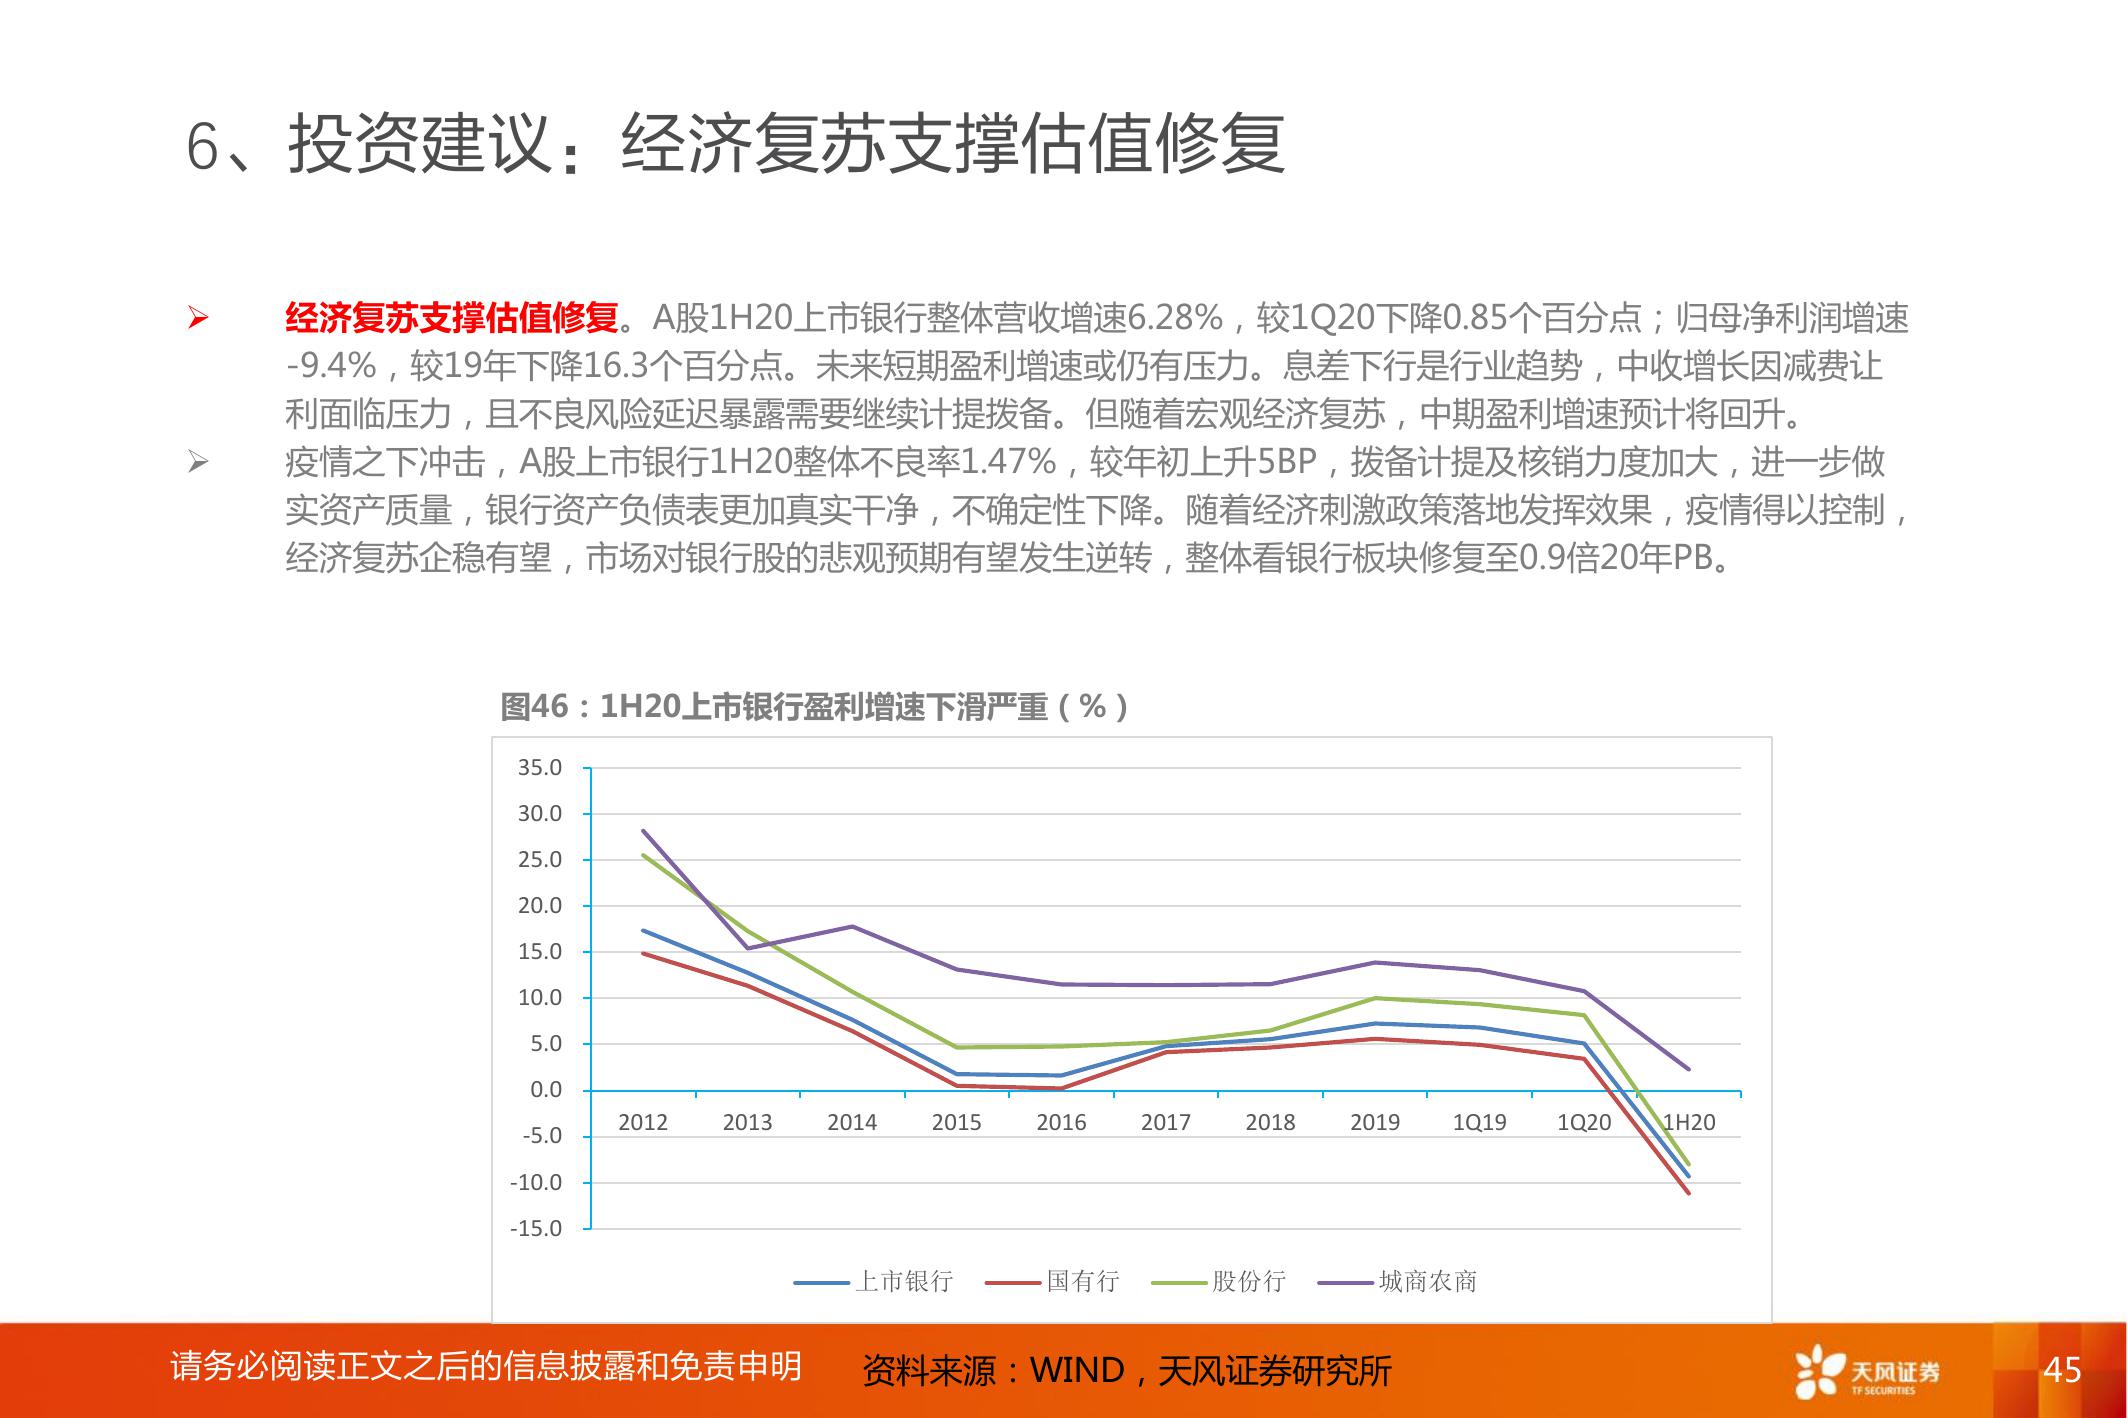 6、投资建议：经济复苏支撑估值修复
➢ 经济复苏支撑估值修复。A股1H20上市银行整体营收增速6.28%，较1Q20下降0.85个百分点；归母净利润增速
-9.4%，较19年下降16.3个百分点。未来短期盈利增速或仍有压力。息差下行是行业趋势，中收增长因减费让
利面临压力，且不良风险延迟暴露需要继续计提拨备。但随着宏观经济复苏，中期盈利增速预计将回升。
➢ 疫情之下冲击，A股上市银行1H20整体不良率1.47%，较年初上升5BP，拨备计提及核销力度加大，进一步做
实资产质量，银行资产负债表更加真实干净，不确定性下降。随着经济刺激政策落地发挥效果，疫情得以控制，
经济复苏企稳有望，市场对银行股的悲观预期有望发生逆转，整体看银行板块修复至0.9倍20年PB。
图46：1H20上市银行盈利增速下滑严重（%）
35.0
30.0
25.0
20.0
15.0
10.0
5.0
0.0
-5.0
-10.0
-15.0
2012 2013 2014 2015 2016 2017 2018 2019 1Q19 1Q20 1H20
上市银行 国有行 股份行 城商农商
请务必阅读正文之后的信息披露和免责申明
资料来源：WIND，天风证券研究所
天风证券
TF SECURITIES
45